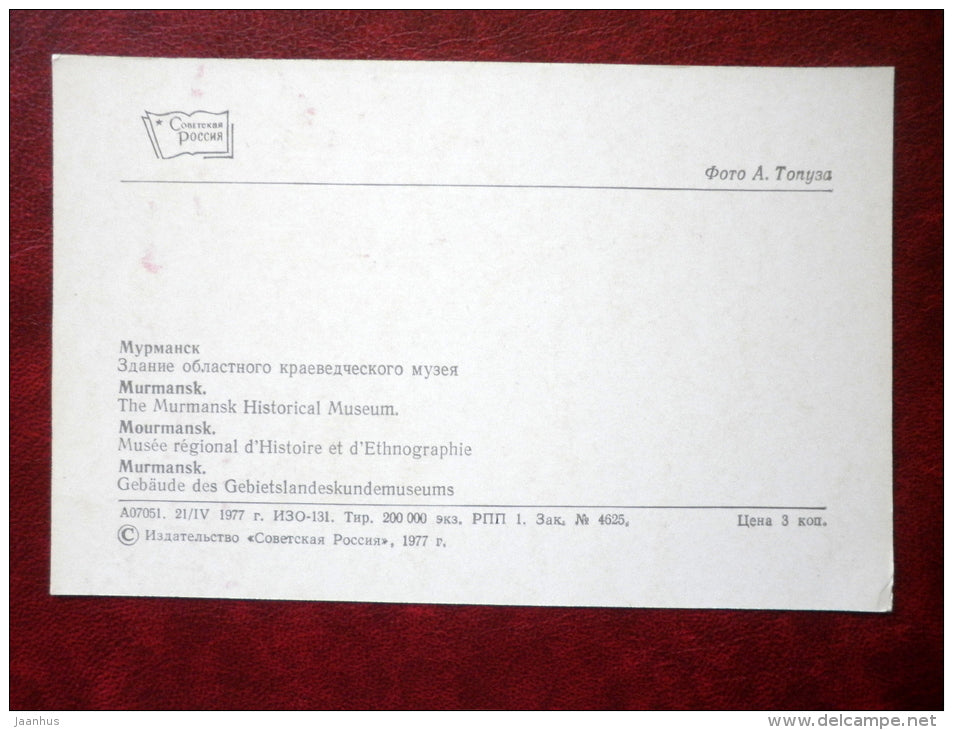 Советская
Россия
Фото А. Топуза
Мурманск
Здание областного краеведческого музея
Murmansk.
The Murmansk Historical Museum.
Mourmansk.
Musée régional d'Histoire et d'Ethnographie
Murmansk.
Gebäude des Gebietslandeskundemuseums
А07051. 21/IV 1977 г. ИЗО-131. Тир. 200 000 экз. РПП 1. Зак. № 4625. Цена 3 коп.
© Издательство «Советская Россия», 1977 г.
jaanhus
www.delcampe.net